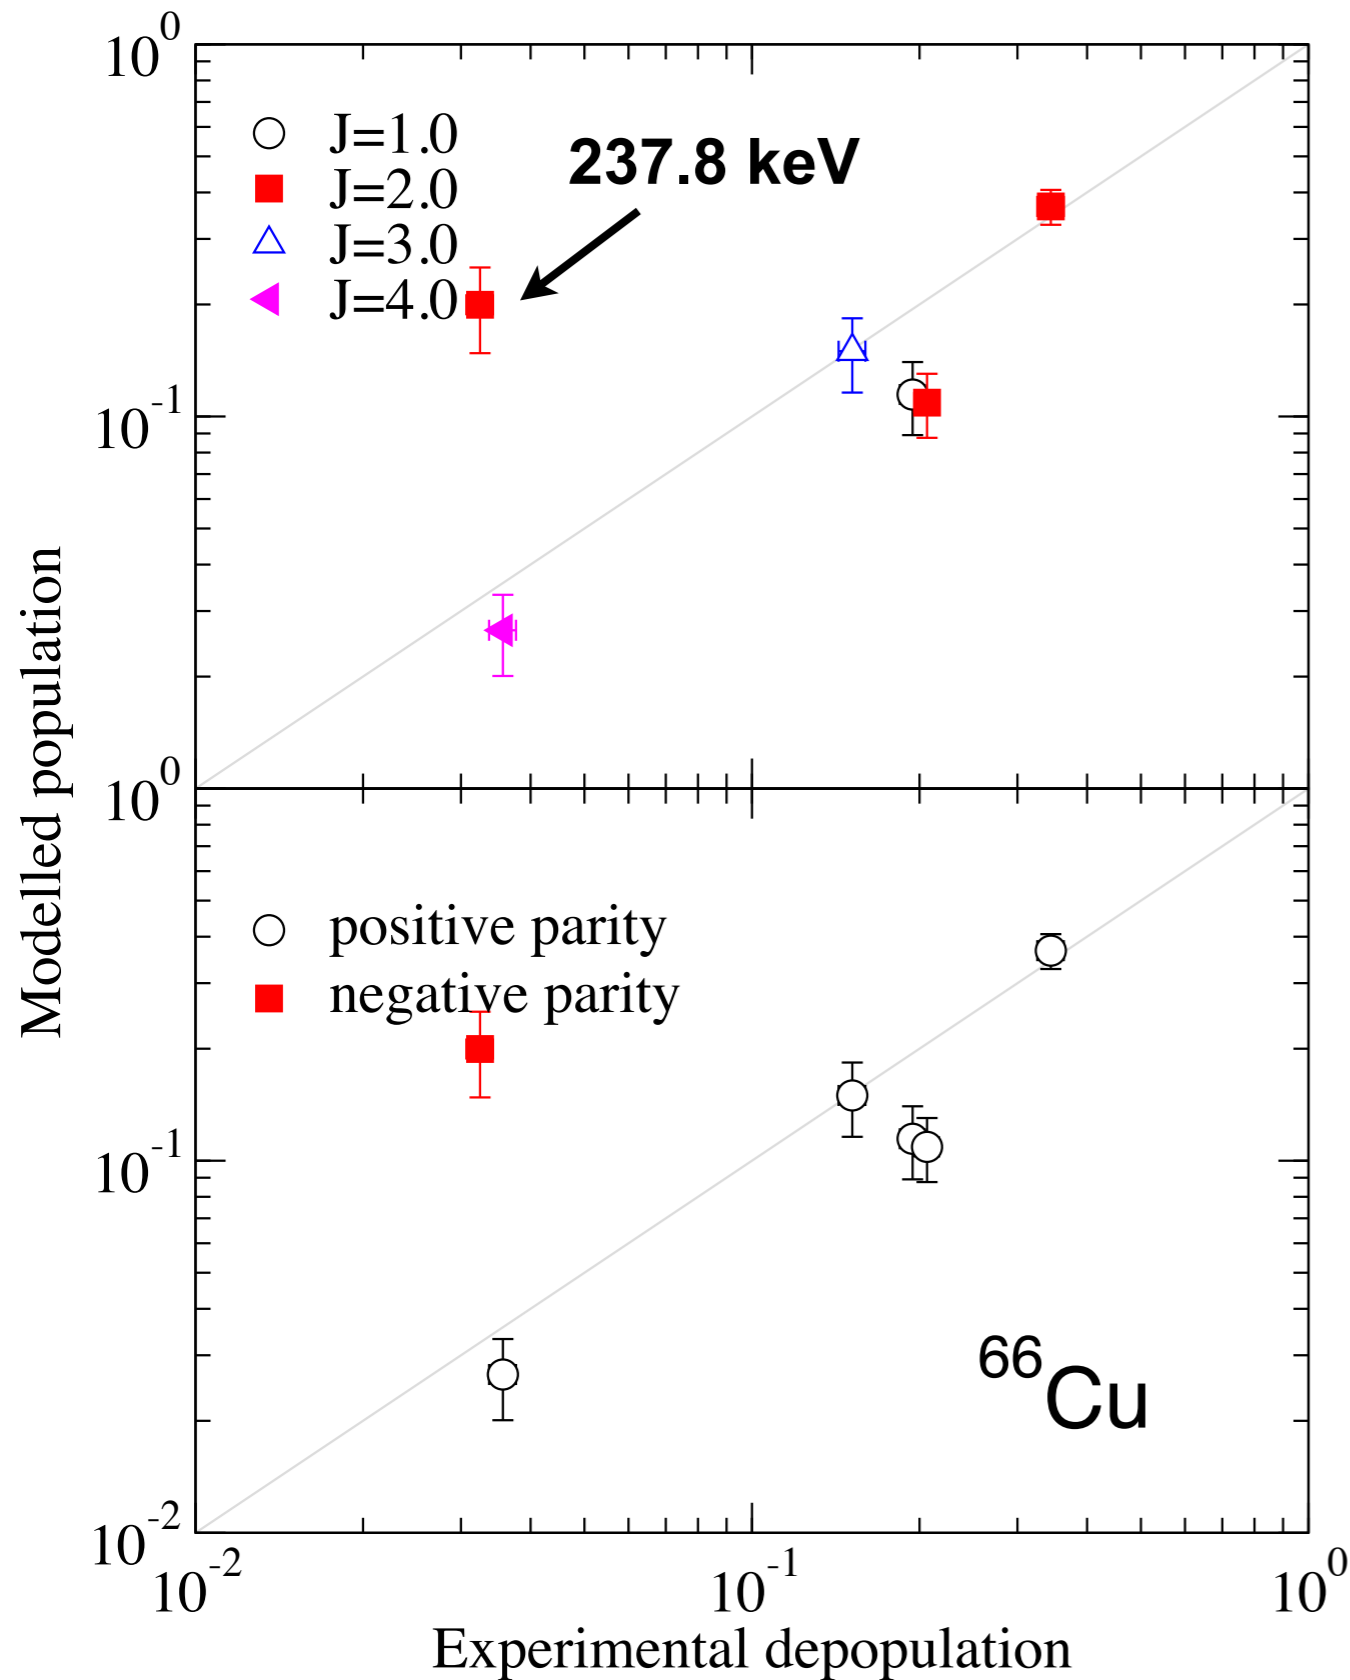 10^0
J=1.0
J=2.0
J=3.0
J=4.0
237.8 keV
10^-1
10^0
Modelled population
positive parity
negative parity
10^-1
^66Cu
10^-2
10^-2
10^-1
10^0
Experimental depopulation